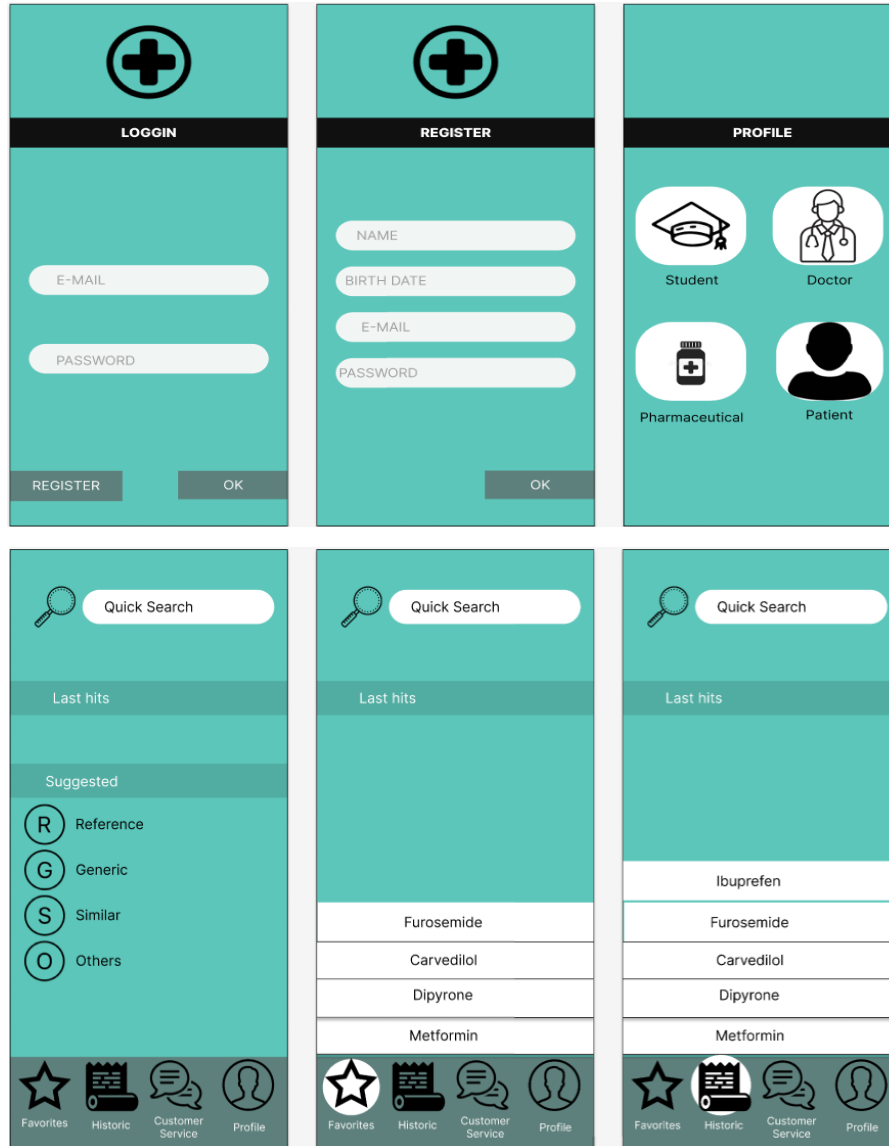 LOGGIN
E-MAIL
PASSWORD
REGISTER
OK
REGISTER
NAME
BIRTH DATE
E-MAIL
PASSWORD
OK
PROFILE
Student
Doctor
Pharmaceutical
Patient
Quick Search
Last hits
Suggested
R Reference
G Generic
S Similar
O Others
Favorites
Historic
Customer
Service
Profile
Quick Search
Last hits
Furosemide
Carvedilol
Dipyrone
Metformin
Favorites
Historic
Customer
Service
Profile
Quick Search
Last hits
Ibuprefen
Furosemide
Carvedilol
Dipyrone
Metformin
Favorites
Historic
Customer
Service
Profile